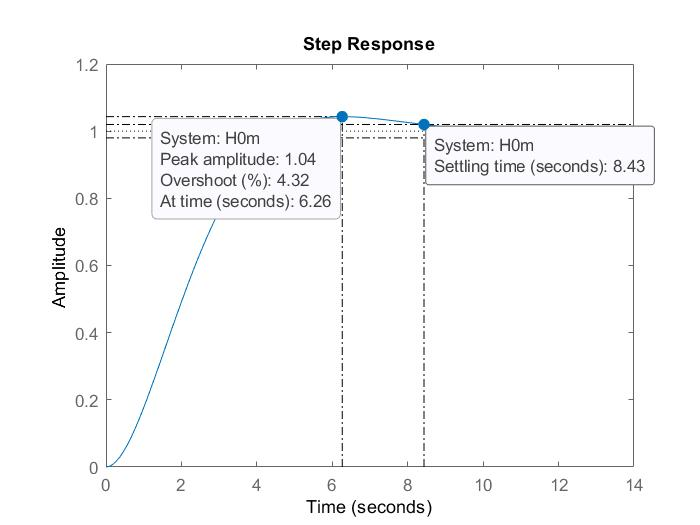 Step Response
1.2
1
0.8
0.6
0.4
0.2
0
Amplitude
System: H0m
Peak amplitude: 1.04
Overshoot (%): 4.32
At time (seconds): 6.26
System: H0m
Settling time (seconds): 8.43
0 2 4 6 8 10 12 14
Time (seconds)